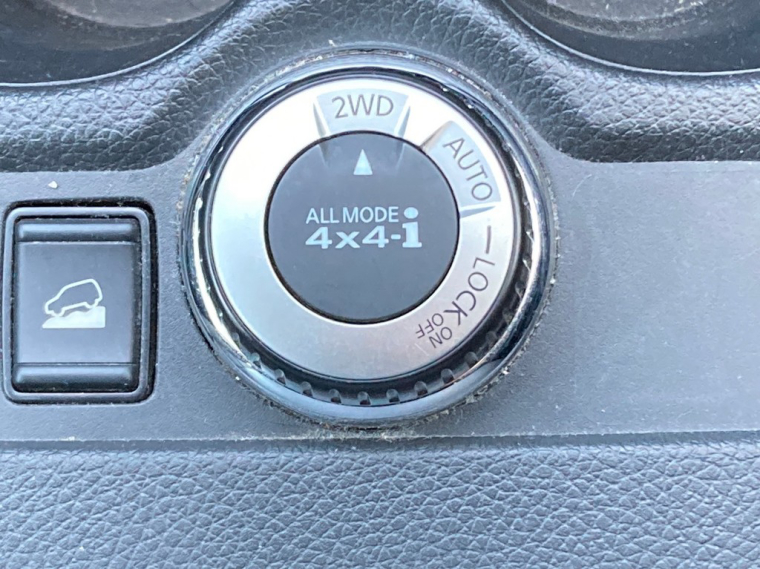 2WD
AUTO
ALL MODE
4x4-i
LOCK
ON
OFF